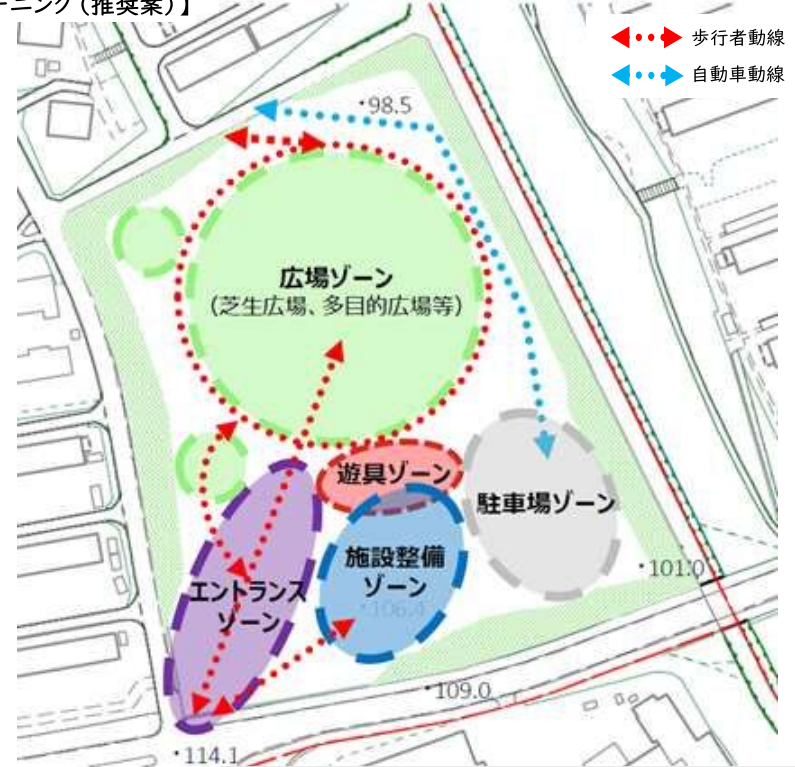 ーニング（推奨案）】
歩行者動線
自動車動線
98.5
広場ゾーン
（芝生広場、多目的広場等）
遊具ゾーン
駐車場ゾーン
施設整備
ゾーン
106.4
エントランス
ゾーン
101.0
109.0
114.1